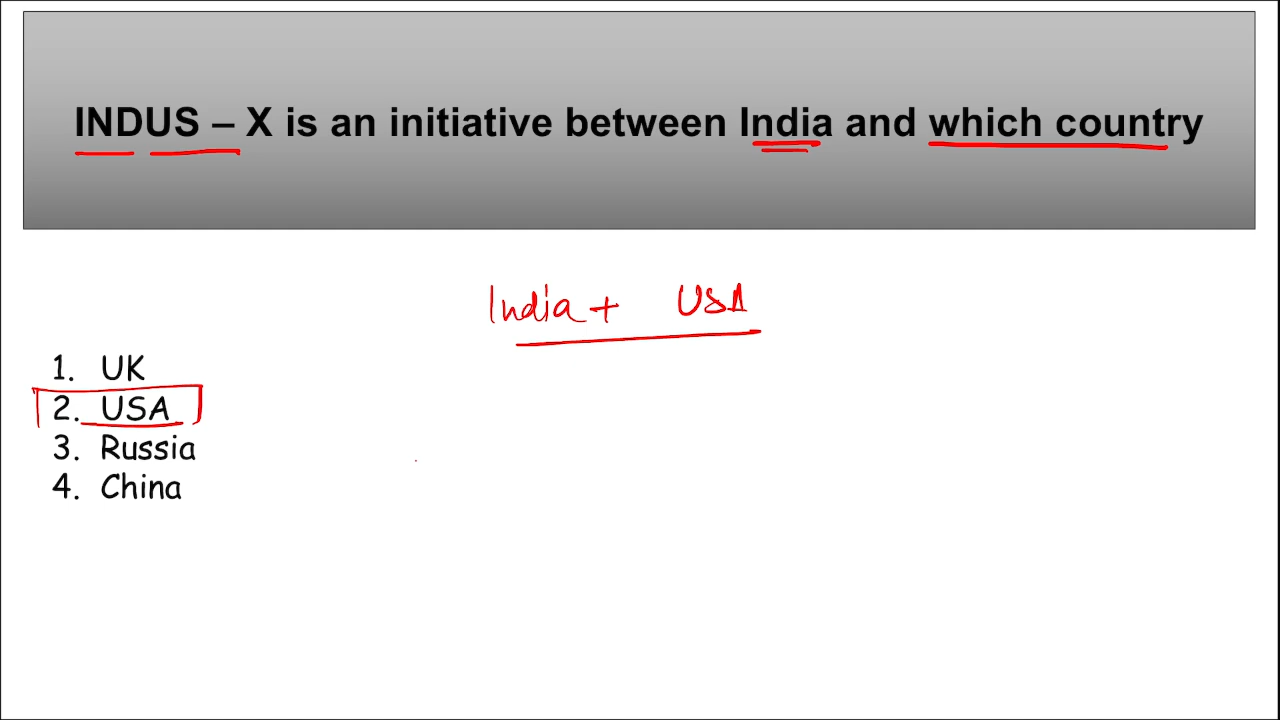 INDUS – X is an initiative between India and which country
India + USA
1. UK
2. USA
3. Russia
4. China